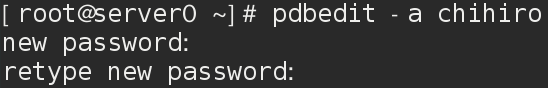 [root@server0 ~]# pdbedit -a chihiro
new password:
retype new password: